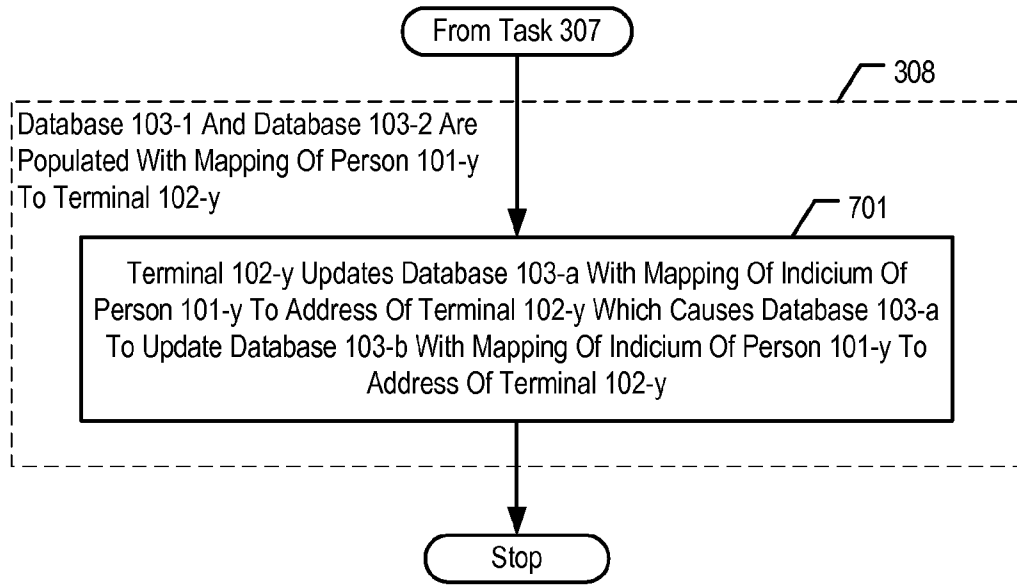 From Task 307
308
Database 103-1 And Database 103-2 Are
Populated With Mapping Of Person 101-y
To Terminal 102-y
701
Terminal 102-y Updates Database 103-a With Mapping Of Indicium Of
Person 101-y To Address Of Terminal 102-y Which Causes Database 103-a
To Update Database 103-b With Mapping Of Indicium Of Person 101-y To
Address Of Terminal 102-y
Stop